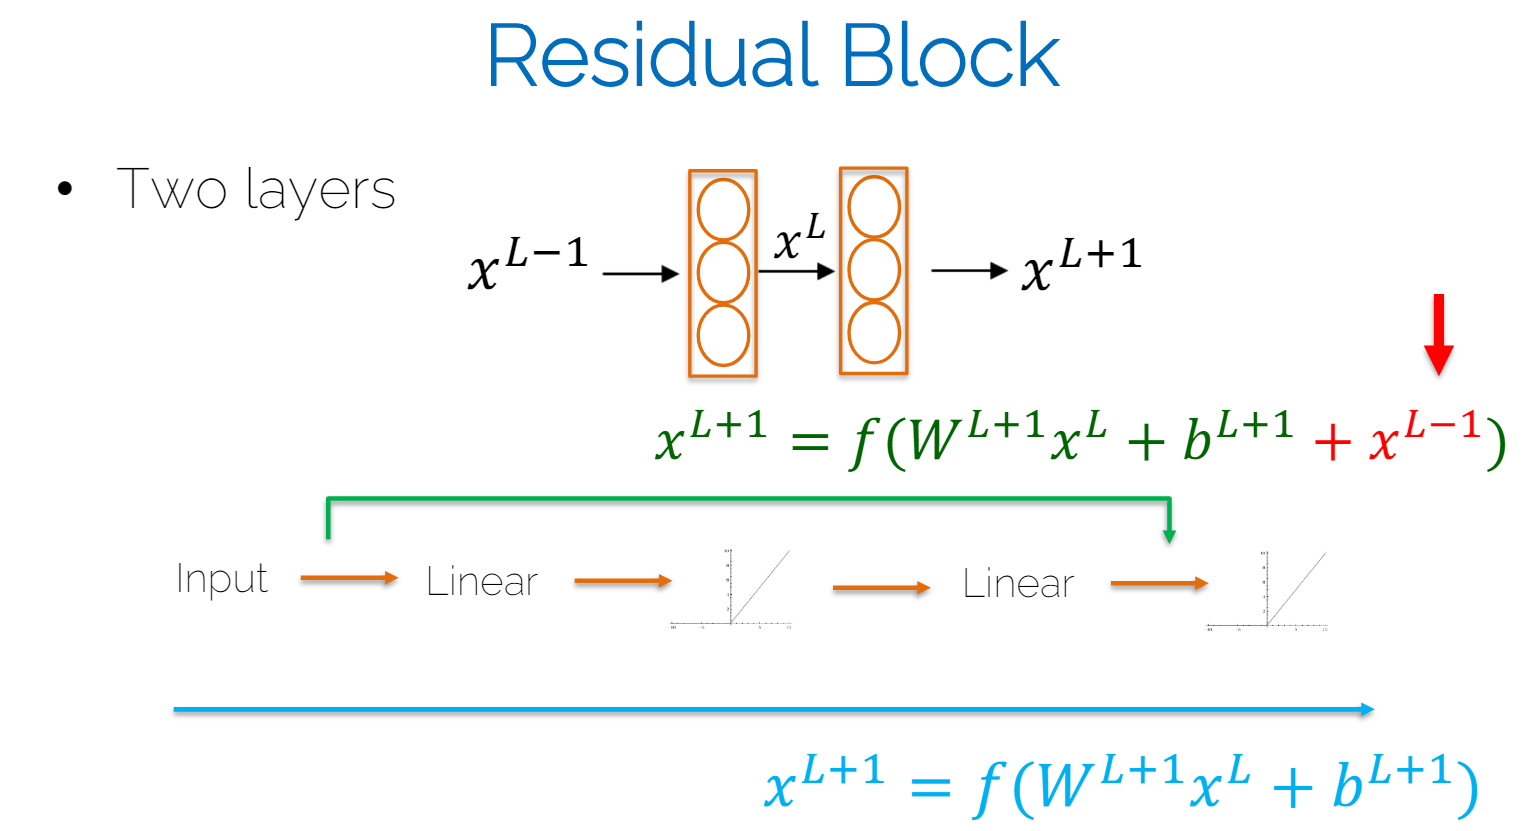 Residual Block
• Two layers
x^{L-1} x^L x^{L+1}
x^{L+1} = f(W^{L+1}x^L + b^{L+1} + x^{L-1})
Input Linear Linear
x^{L+1} = f(W^{L+1}x^L + b^{L+1})